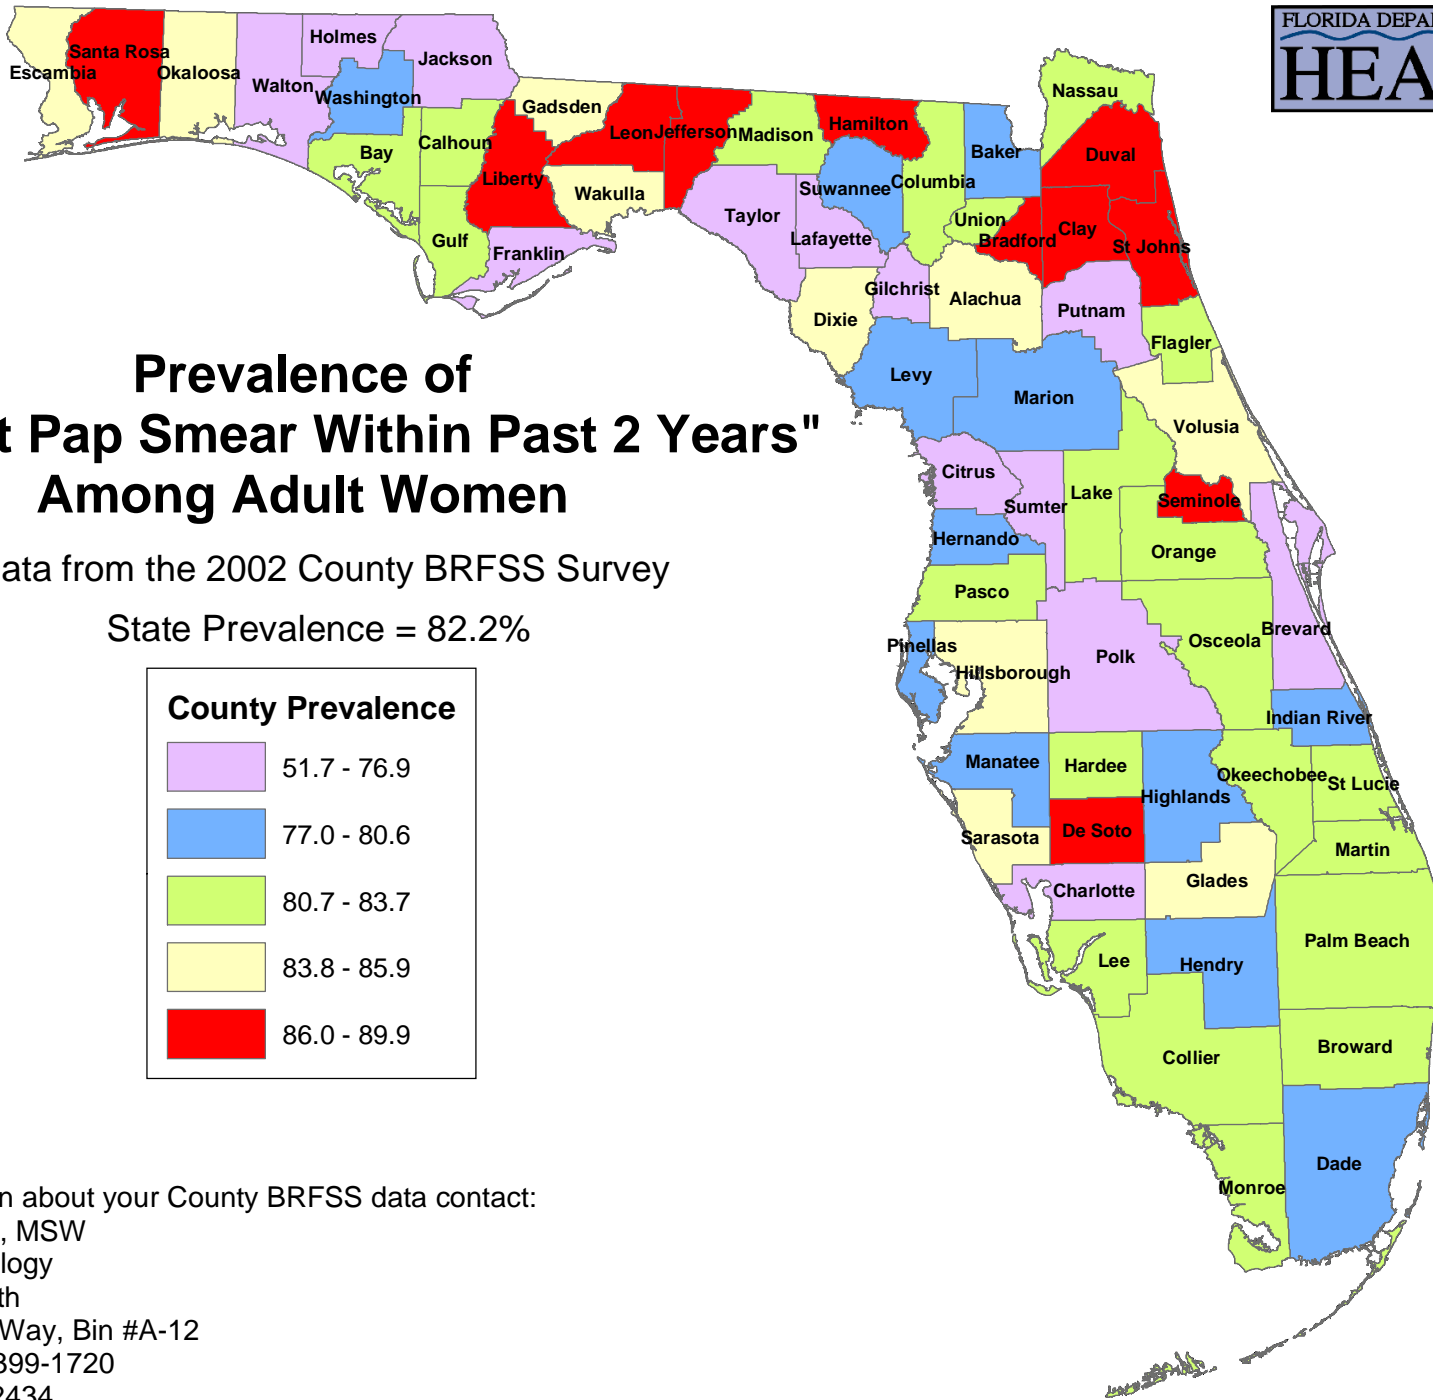 FLORIDA DEPA
HEA
Holmes
Santa Rosa
Jackson
Escambia
Okaloosa
Walton
Washington
Nassau
Gadsden
Leon
Jefferson
Madison
Hamilton
Calhoun
Bay
Baker
Duval
Liberty
Columbia
Suwannee
Wakulla
Taylor
Union
Clay
Bradford
St Johns
Lafayette
Gulf
Franklin
Gilchrist
Alachua
Putnam
Dixie
Flagler
Levy
Marion
Volusia
Prevalence of
t Pap Smear Within Past 2 Years"
Among Adult Women
ata from the 2002 County BRFSS Survey
State Prevalence = 82.2%
Citrus
Sumter
Lake
Seminole
Hernando
Orange
Pasco
Brevard
Osceola
Pinellas
Polk
Hillsborough
Indian River
Manatee
Hardee
Okeechobee
St Lucie
Highlands
De Soto
Sarasota
Martin
Glades
Charlotte
Palm Beach
Lee
Hendry
Broward
Collier
Dade
Monroe
County Prevalence
51.7 - 76.9
77.0 - 80.6
80.7 - 83.7
83.8 - 85.9
86.0 - 89.9
n about your County BRFSS data contact:
, MSW
logy
th
Way, Bin #A-12
399-1720
2434